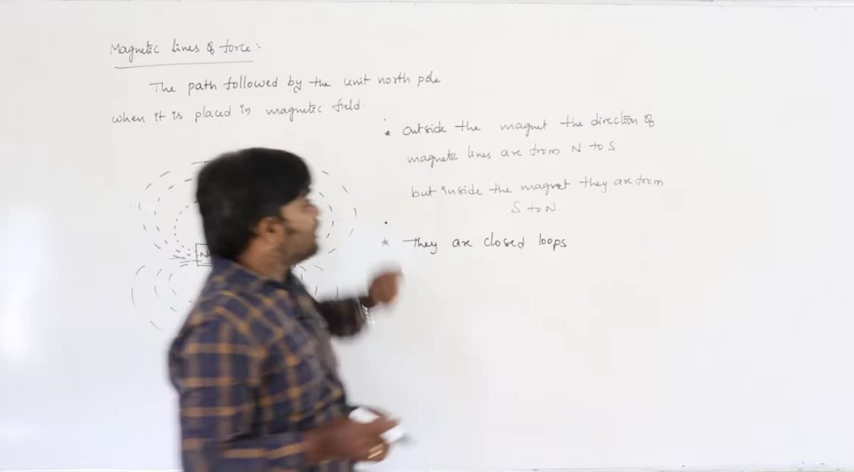 Magnetic lines of force :-
The path followed by the unit north pole
when it is placed in magnetic field.
* Outside the magnet the direction of
magnetic lines are from N to S
but inside the magnet they are from
S to N.
* They are closed loops
N